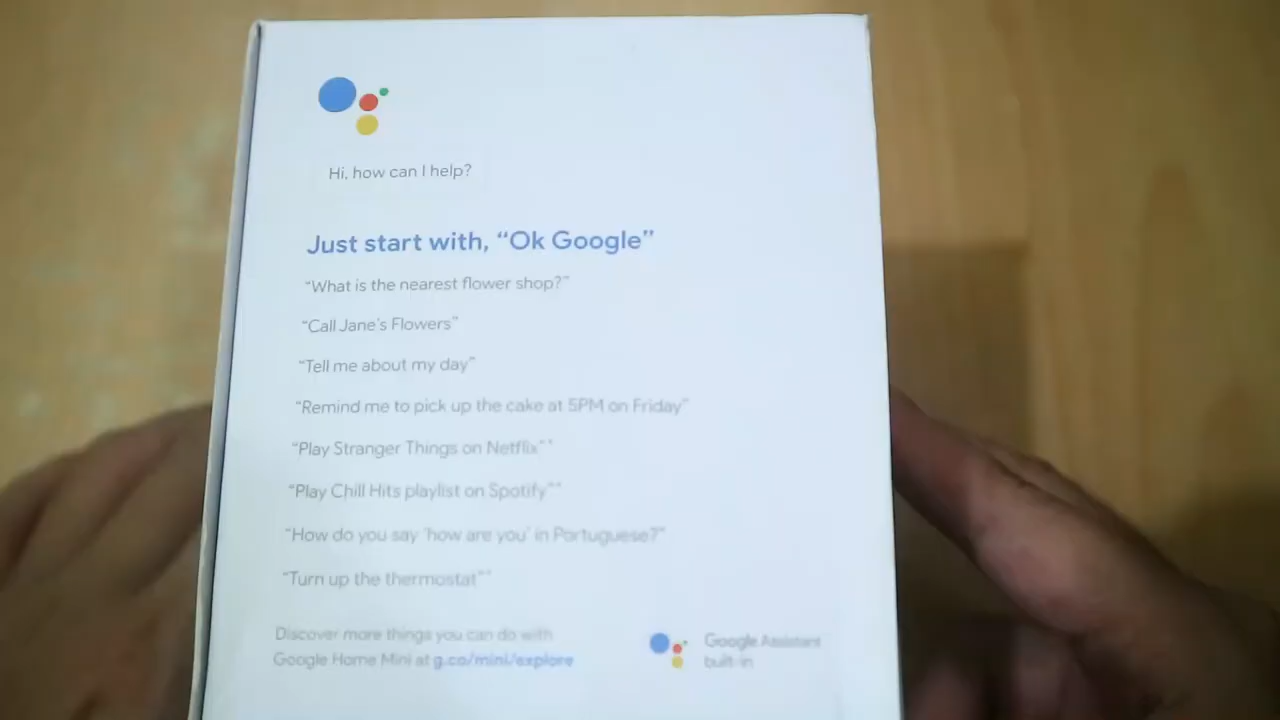 Hi, how can I help?
Just start with, “Ok Google”
“What is the nearest flower shop?”
“Call Jane’s Flowers”
“Tell me about my day”
“Remind me to pick up the cake at 5PM on Friday”
“Play Stranger Things on Netflix”*
“Play Chill Hits playlist on Spotify”*
“How do you say ‘how are you’ in Portuguese?”
“Turn up the thermostat”*
Discover more things you can do with
Google Home Mini at g.co/mini/explore
Google Assistant
built-in